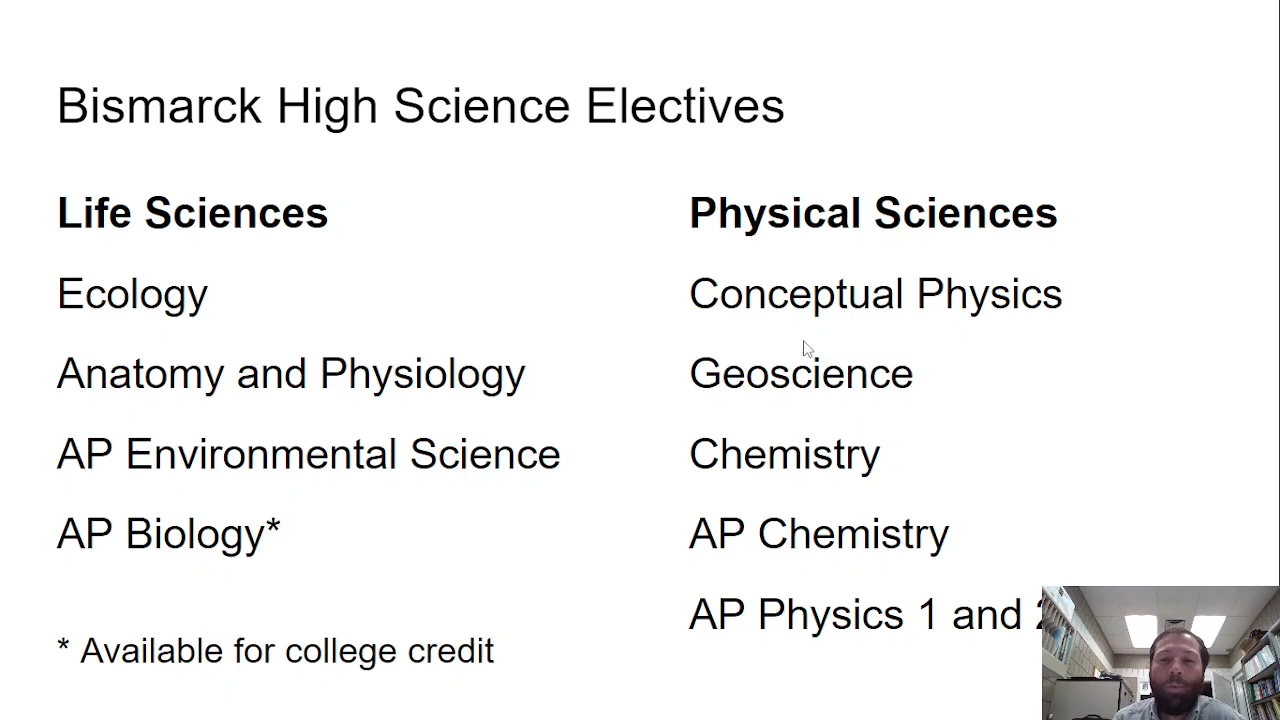 Bismarck High Science Electives
Life Sciences
Ecology
Anatomy and Physiology
AP Environmental Science
AP Biology*
* Available for college credit
Physical Sciences
Conceptual Physics
Geoscience
Chemistry
AP Chemistry
AP Physics 1 and 2